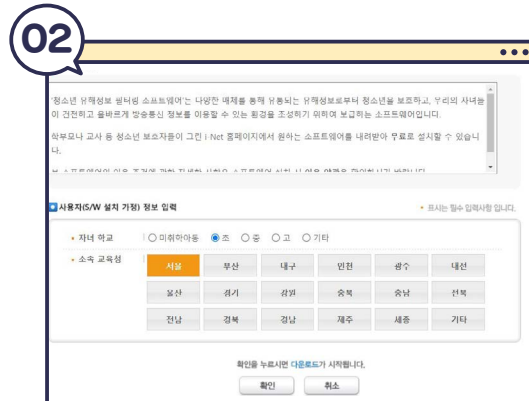 02
'청소년 유해정보 필터링 소프트웨어'는 다양한 매체를 통해 유통되는 유해정보로부터 청소년을 보호하고, 우리의 자녀들
이 건전하고 올바르게 방송통신 정보를 이용할 수 있는 환경을 조성하기 위하여 보급하는 소프트웨어입니다.
학부모나 교사 등 청소년 보호자들이 그린 i-Net 홈페이지에서 원하는 소프트웨어를 내려받아 무료로 설치할 수 있습니
다.
사용자(S/W 설치 가정) 정보 입력
표시는 필수 입력사항 입니다.
자녀 학교 미취학아동 초 중 고 기타
소속 교육청 서울 부산 대구 인천 광주 대전
울산 경기 강원 충북 충남 전북
전남 경북 경남 제주 세종 기타
확인을 누르시면 다운로드가 시작됩니다.
확인 취소